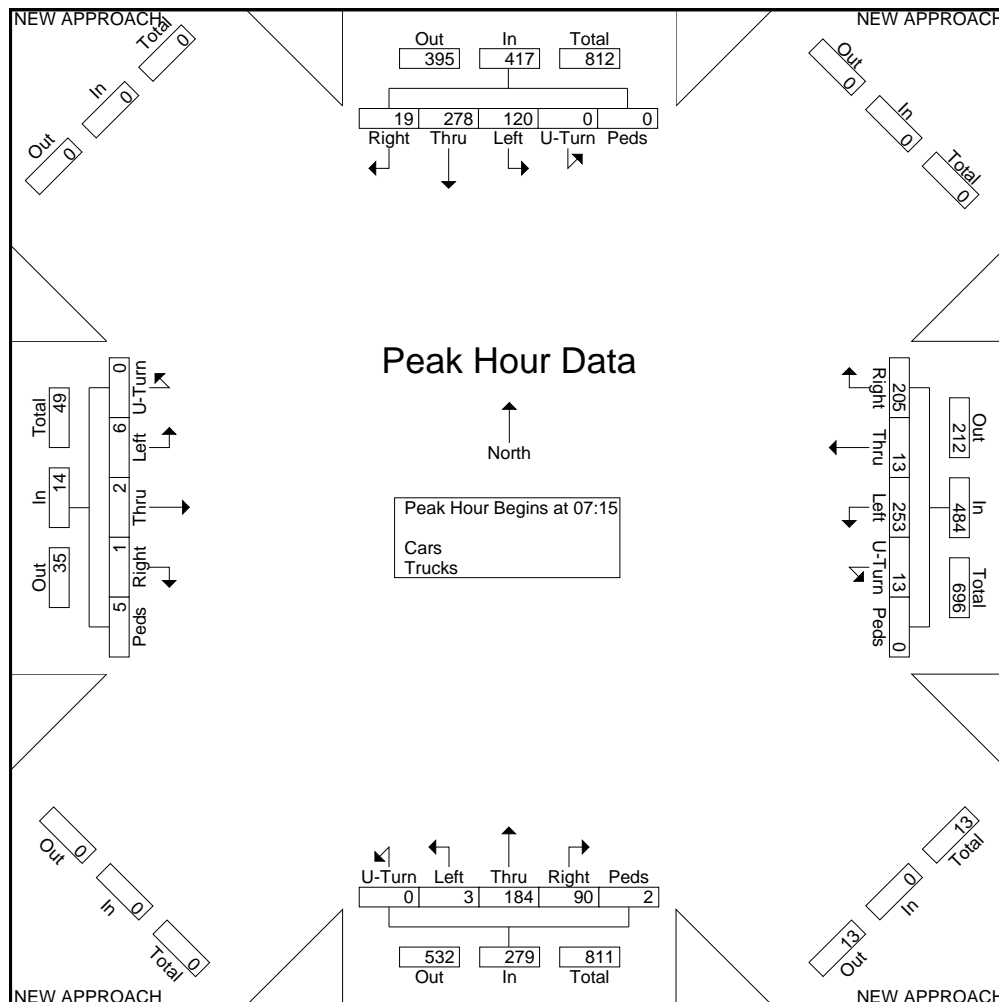 NEW APPROACH
Total
0
In
0
Out
0
Out In Total
395 417 812
19 278 120 0 0
Right Thru Left U-Turn Peds
NEW APPROACH
Out
0
In
0
Total
0
Total
49
In
14
Out
35
0 6 2 1 5
U-Turn Left Thru Right Peds
Peak Hour Data
North
Peak Hour Begins at 07:15
Cars
Trucks
Right Thru Left U-Turn Peds
205 13 253 13 0
Out
212
In
484
Total
696
Out
0
In
0
Total
0
NEW APPROACH
U-Turn Left Thru Right Peds
0 3 184 90 2
532 279 811
Out In Total
13
Total
0
In
13
Out
NEW APPROACH